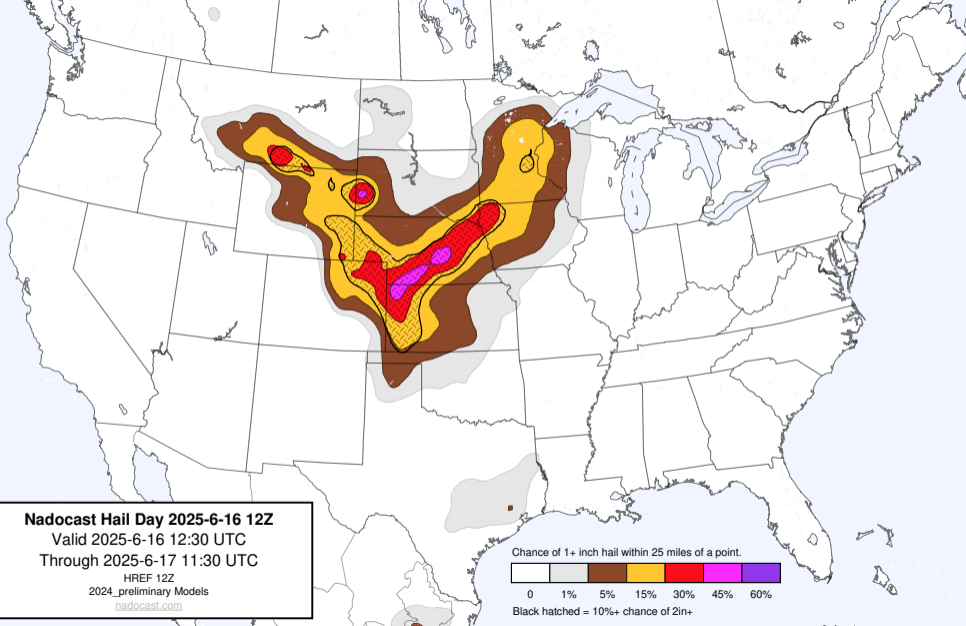 Nadocast Hail Day 2025-6-16 12Z
Valid 2025-6-16 12:30 UTC
Through 2025-6-17 11:30 UTC
HREF 12Z
2024_preliminary Models
nadocast.com
Chance of 1+ inch hail within 25 miles of a point.
0 1% 5% 15% 30% 45% 60%
Black hatched = 10%+ chance of 2in+